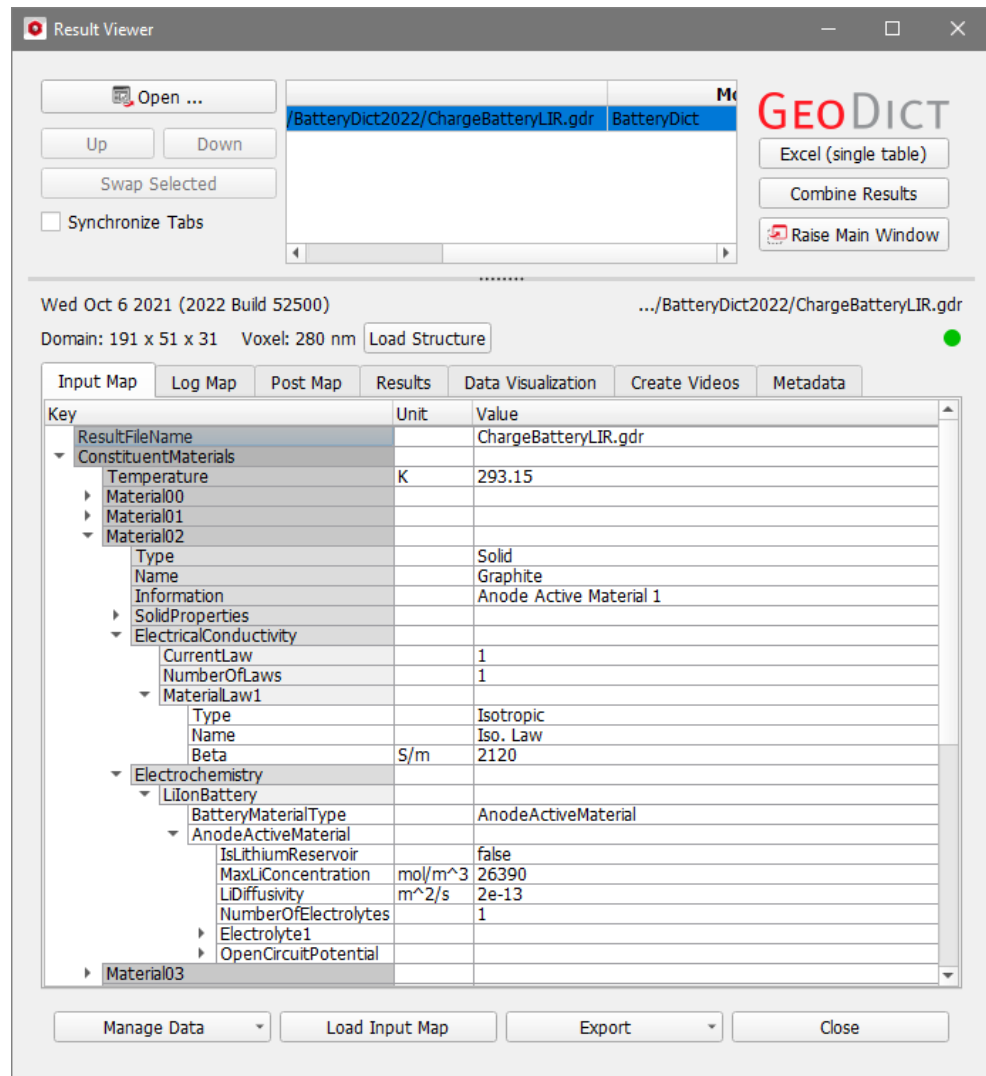 Result Viewer
Open ...
Up Down
Swap Selected
Synchronize Tabs
Mo
/BatteryDict2022/ChargeBatteryLIR.gdr BatteryDict
GEODICT
Excel (single table)
Combine Results
Raise Main Window
Wed Oct 6 2021 (2022 Build 52500) .../BatteryDict2022/ChargeBatteryLIR.gdr
Domain: 191 x 51 x 31 Voxel: 280 nm Load Structure
Input Map Log Map Post Map Results Data Visualization Create Videos Metadata
Key Unit Value
ResultFileName ChargeBatteryLIR.gdr
ConstituentMaterials
Temperature K 293.15
Material00
Material01
Material02
Type Solid
Name Graphite
Information Anode Active Material 1
SolidProperties
ElectricalConductivity
CurrentLaw 1
NumberOfLaws 1
MaterialLaw1
Type Isotropic
Name Iso. Law
Beta S/m 2120
Electrochemistry
LiIonBattery
BatteryMaterialType AnodeActiveMaterial
AnodeActiveMaterial
IsLithiumReservoir false
MaxLiConcentration mol/m^3 26390
LiDiffusivity m^2/s 2e-13
NumberOfElectrolytes 1
Electrolyte1
OpenCircuitPotential
Material03
Manage Data Load Input Map Export Close